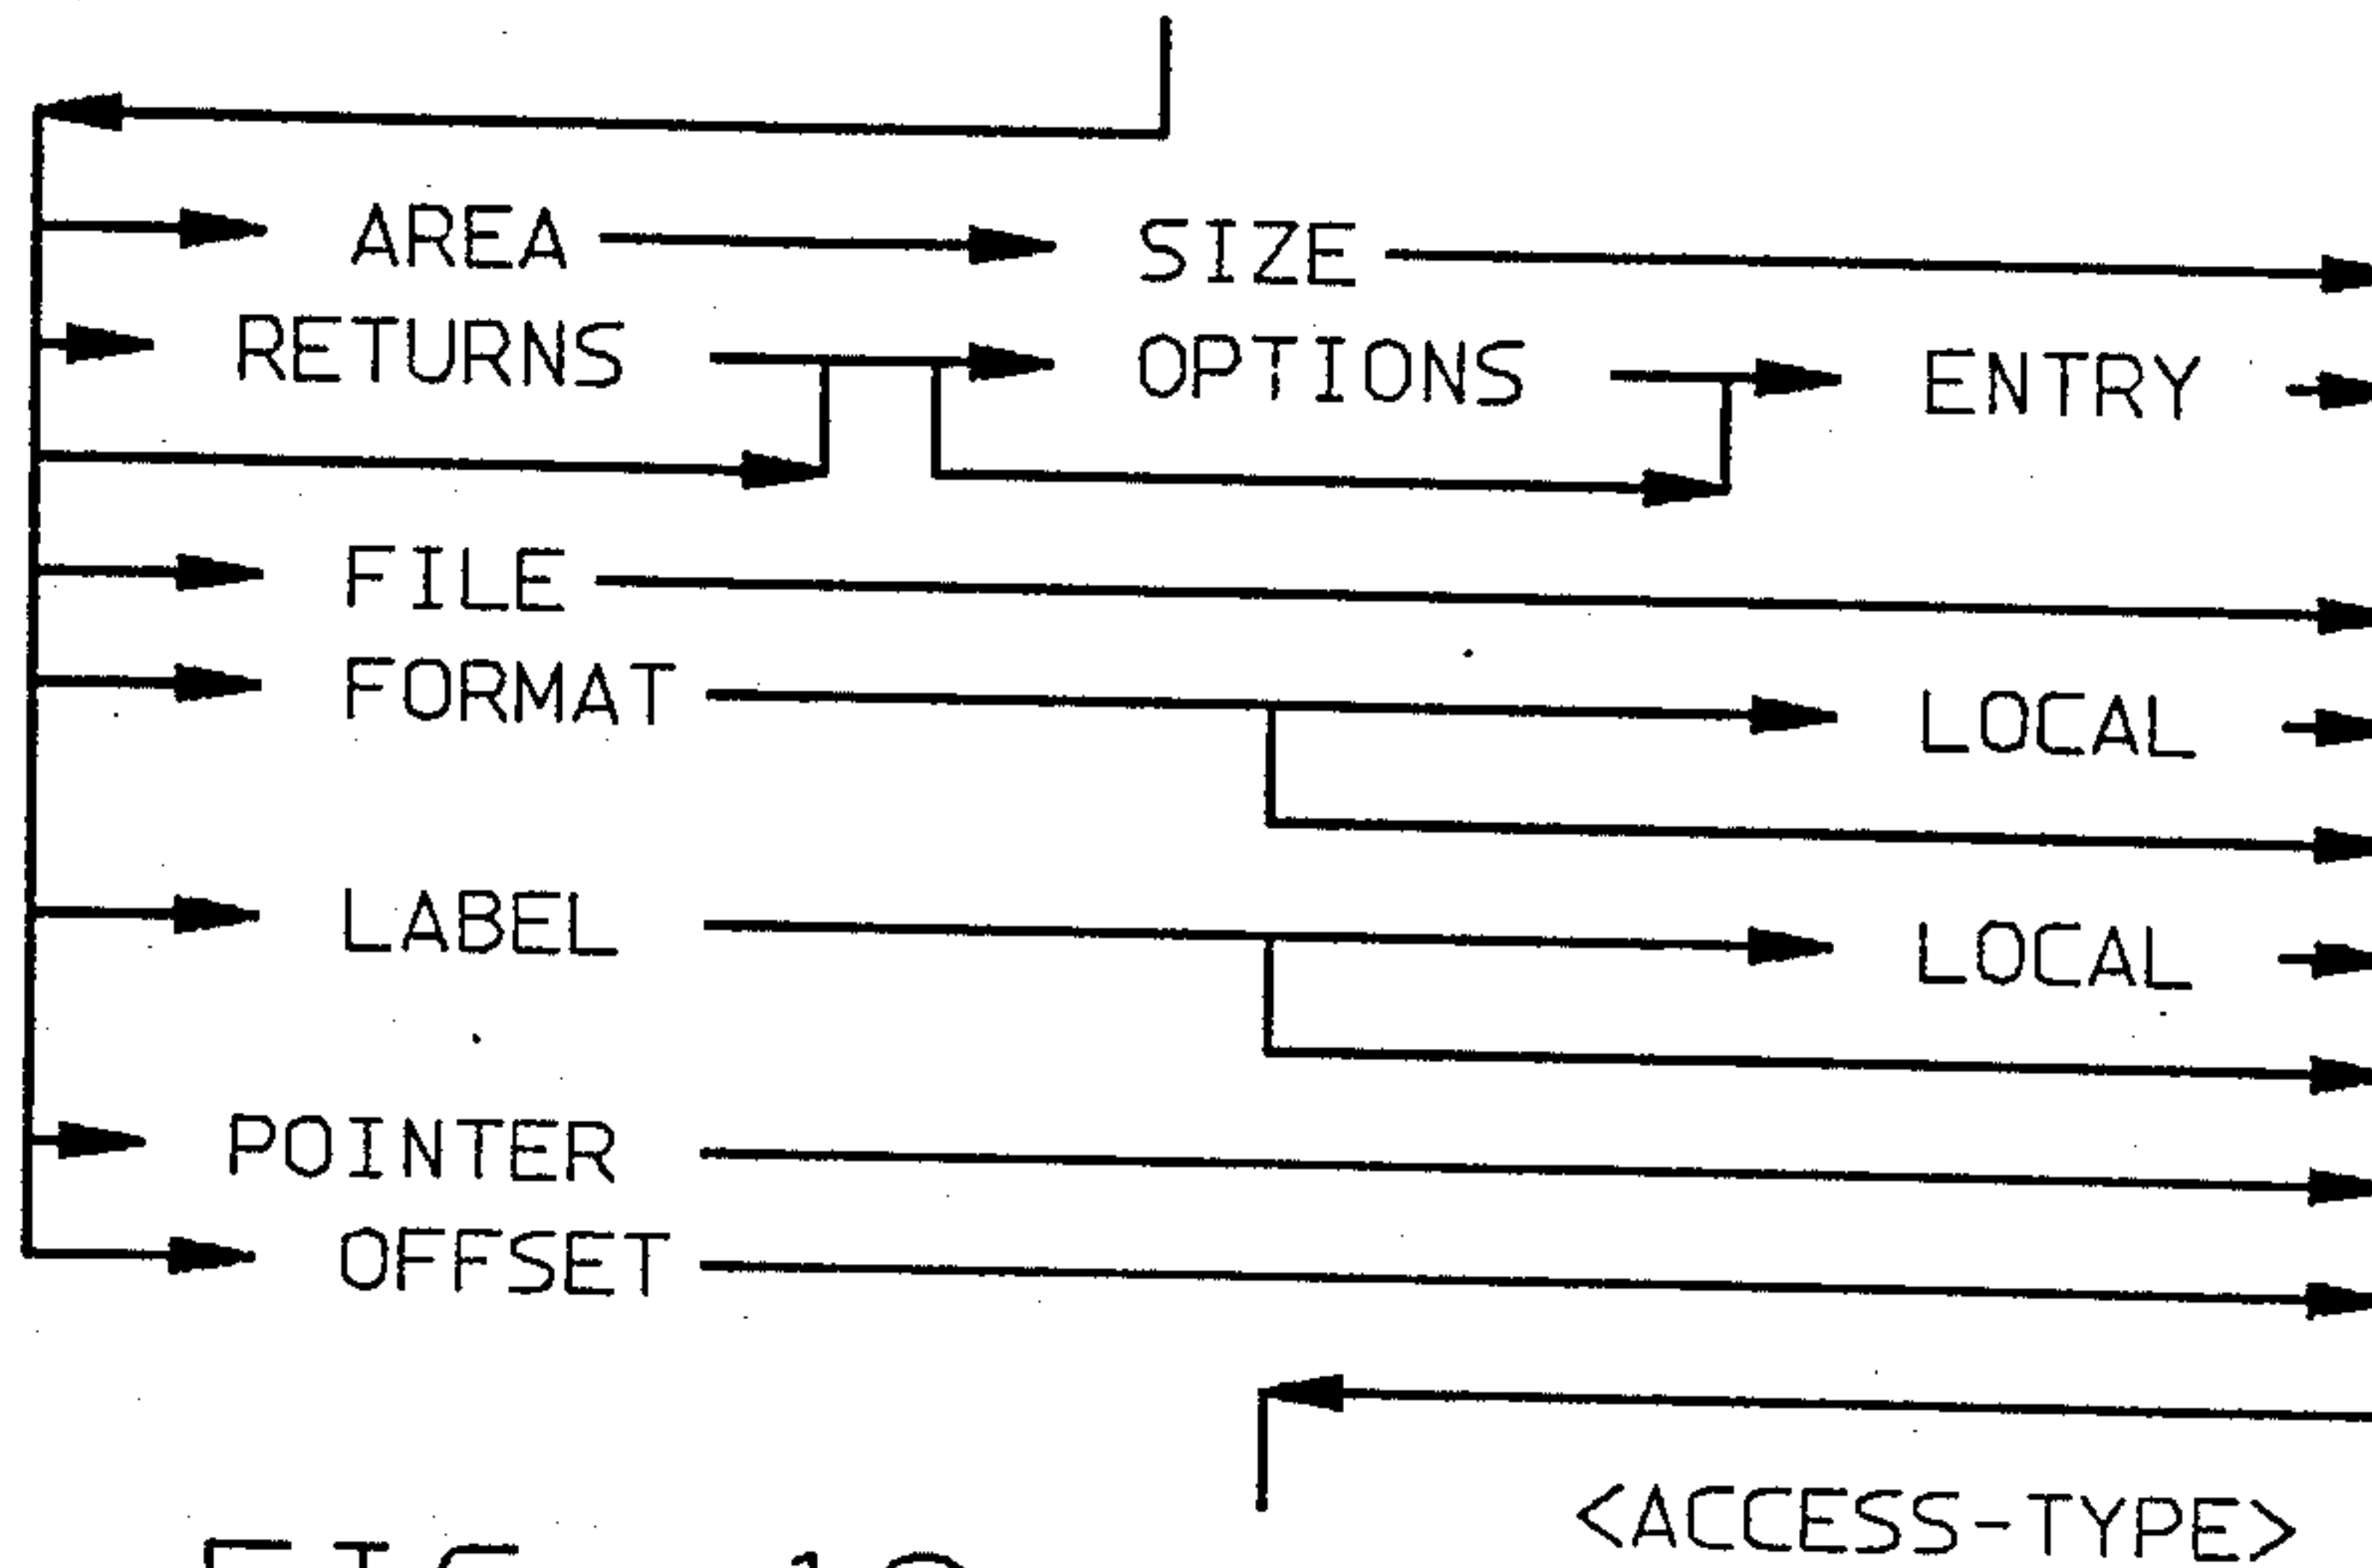 AREA SIZE
RETURNS OPTIONS ENTRY
FILE
FORMAT LOCAL
LABEL LOCAL
POINTER
OFFSET
<ACCESS-TYPE>